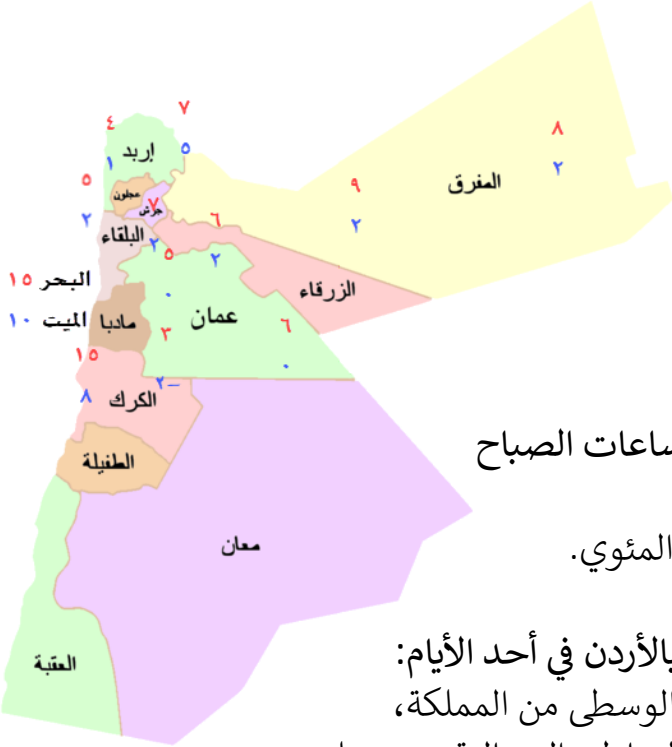 ٤
٧
٨
إربد
١
٥
٢
المفرق
٥
عجلون
٩
٧
جرش
٢
٦
٢
البلقاء
٢
٥
٢
البحر ١٥
الزرقاء
٠
الميت ١٠
مادبا
عمان
٣
٦
١٥
٠
٨
الكرك
٢–
الطفيلة
ساعات الصباح
معان
المئوي.
العقبة
بالأردن في أحد الأيام:
الوسطى من المملكة،